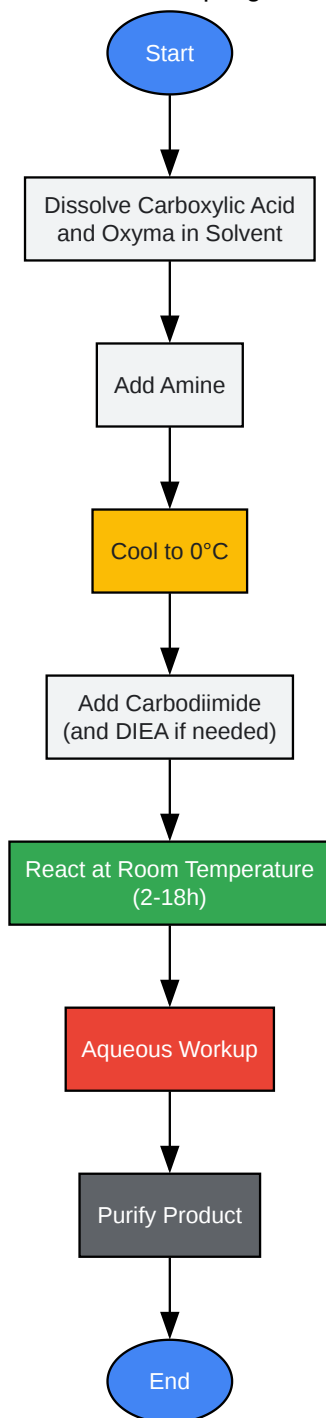 Start
Dissolve Carboxylic Acid
and Oxyma in Solvent
Add Amine
Cool to 0°C
Add Carbodiimide
(and DIEA if needed)
React at Room Temperature
(2-18h)
Aqueous Workup
Purify Product
End